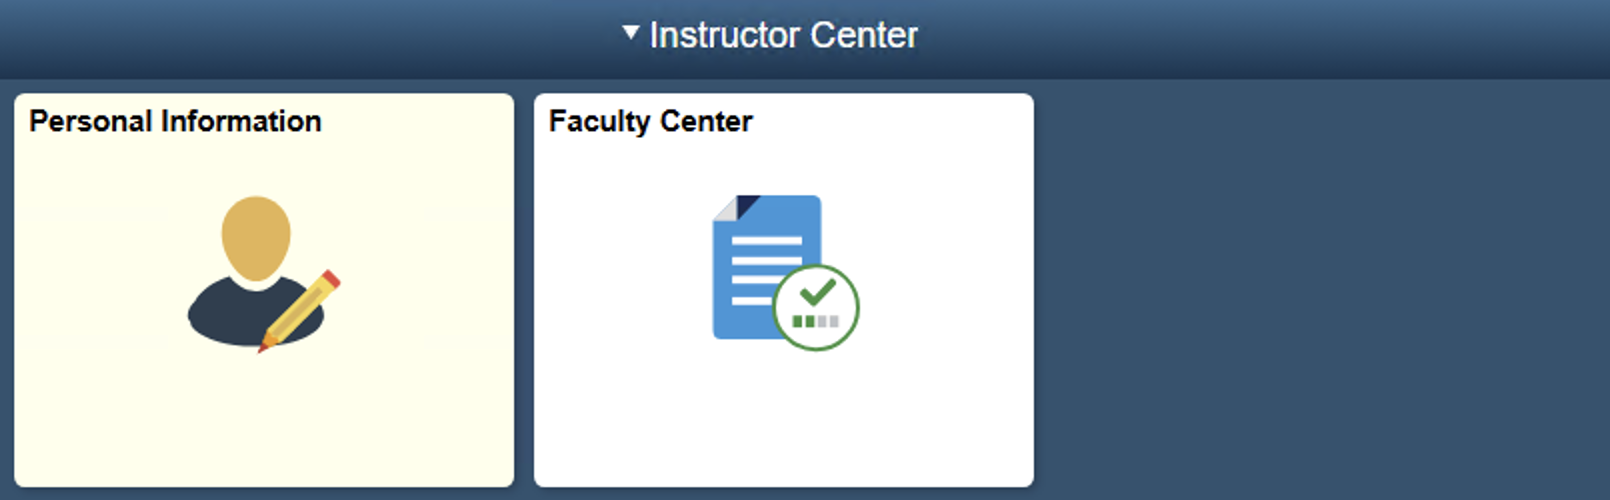 Instructor Center
Personal Information
Faculty Center